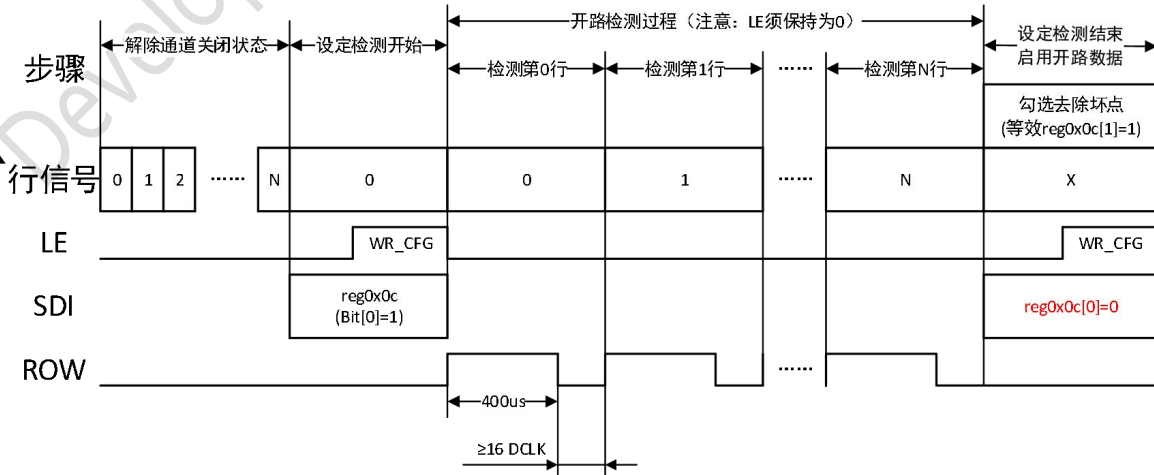 Develop
开路检测过程（注意：LE须保持为0）
解除通道关闭状态
设定检测开始
设定检测结束
启用开路数据
步骤
检测第0行
检测第1行
......
检测第N行
勾选去除坏点
(等效reg0x0c[1]=1)
行信号
0
1
2
......
N
0
0
1
......
N
X
LE
WR_CFG
WR_CFG
SDI
reg0x0c
(Bit[0]=1)
reg0x0c[0]=0
ROW
......
400us
≥16 DCLK